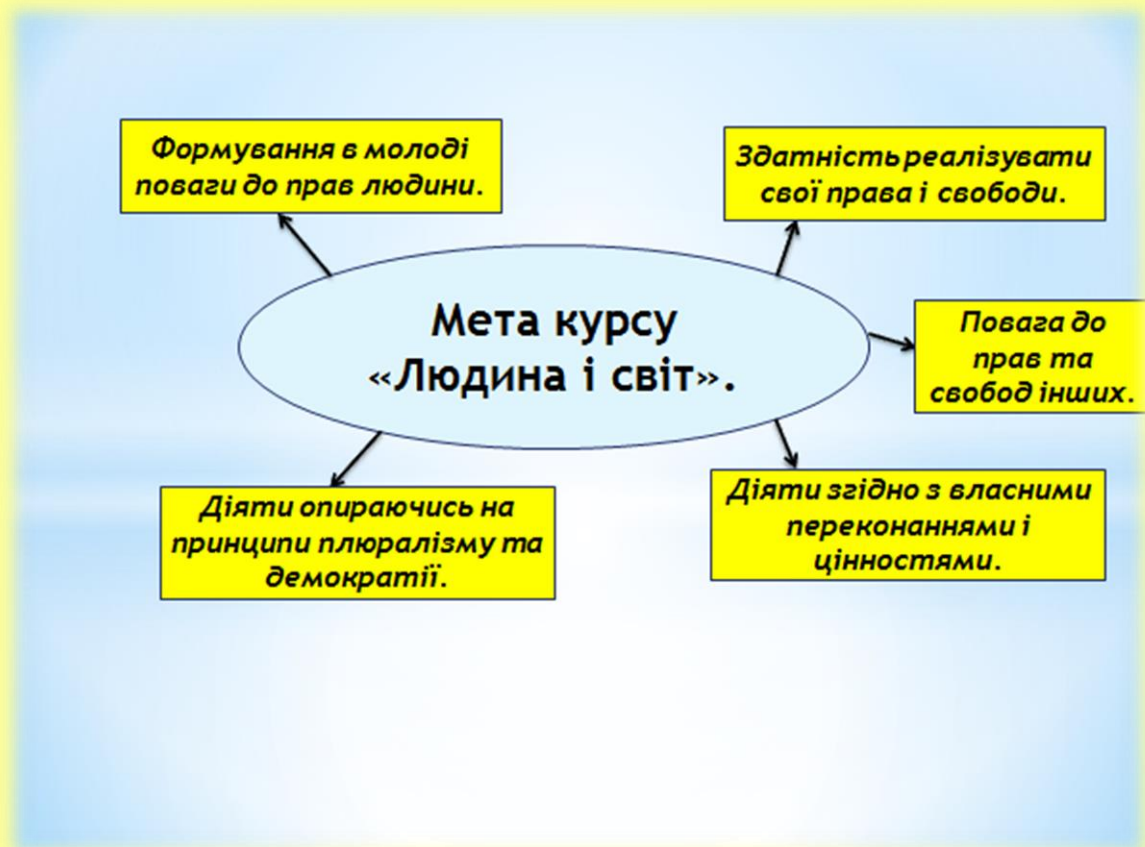 Формування в молоді
поваги до прав людини.
Здатність реалізувати
свої права і свободи.
Мета курсу
«Людина і світ».
Повага до
прав та
свобод інших.
Діяти опираючись на
принципи плюралізму та
демократії.
Діяти згідно з власними
переконаннями і
цінностями.